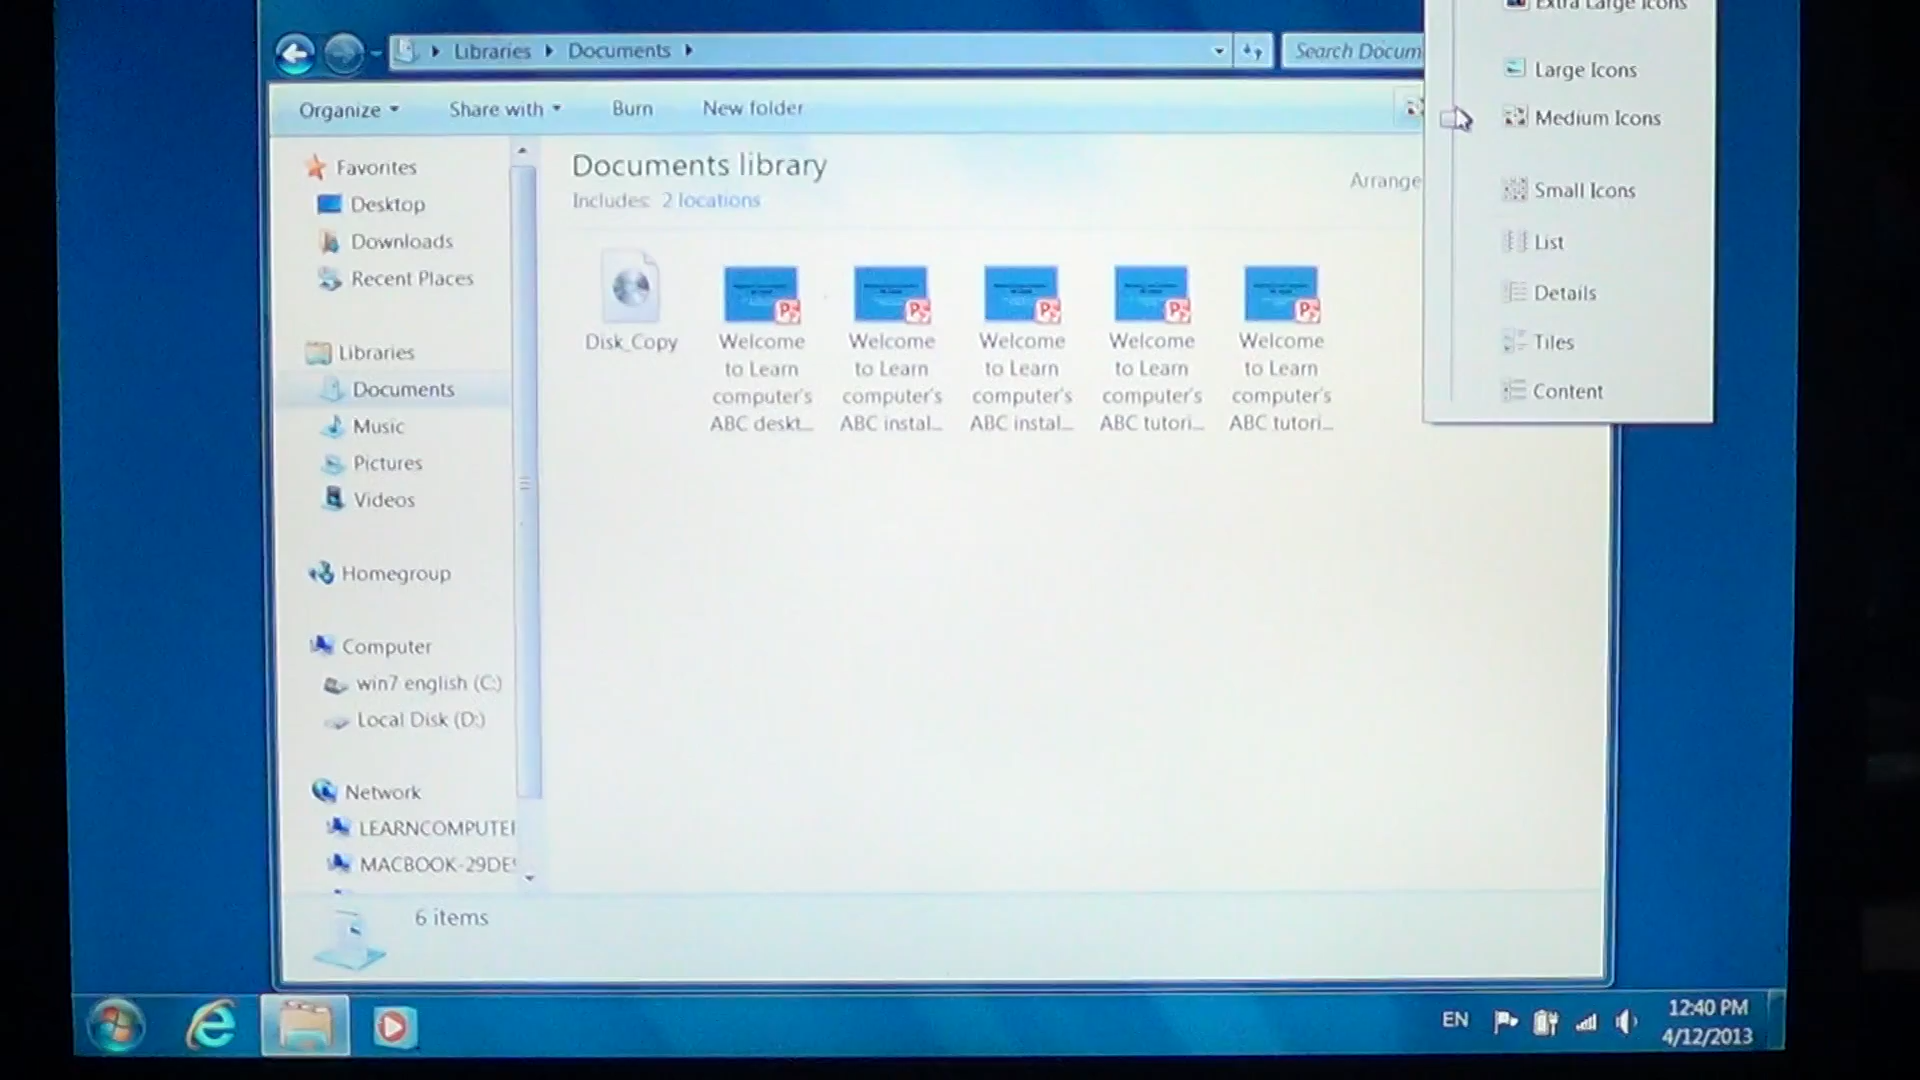 Extra Large Icons
Libraries Documents
Search Docum
Large Icons
Organize Share with Burn New folder
Medium Icons
Favorites
Documents library
Arrange
Small Icons
Desktop
Includes: 2 locations
Downloads
List
Recent Places
Details
Libraries
Disk_Copy
Welcome
to Learn
computer's
ABC deskt...
Welcome
to Learn
computer's
ABC instal...
Welcome
to Learn
computer's
ABC instal...
Welcome
to Learn
computer's
ABC tutori...
Welcome
to Learn
computer's
ABC tutori...
Tiles
Content
Documents
Music
Pictures
Videos
Homegroup
Computer
win7 english (C:)
Local Disk (D:)
Network
LEARNCOMPUTE
MACBOOK-29DE
6 items
EN
12:40 PM
4/12/2013